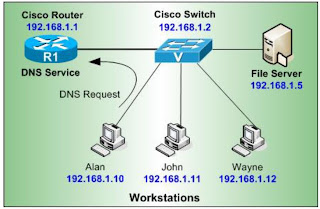 Cisco Router
192.168.1.1
R1
DNS Service
Cisco Switch
192.168.1.2
V
File Server
192.168.1.5
DNS Request
Alan
192.168.1.10
John
192.168.1.11
Wayne
192.168.1.12
Workstations